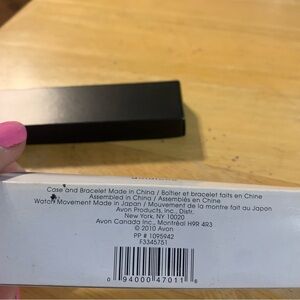 Case and Bracelet Made in China / Boîtier et bracelet faits en Chine
Assembled in China / Assemblés en Chine
Watch Movement Made in Japan / Mouvement de la montre fait au Japon
Avon Products, Inc., Distr.
New York, NY 10020
Avon Canada Inc., Montréal H9R 4R3
© 2010 Avon
PP # 1095942
F3345751
0 94000 47011 6